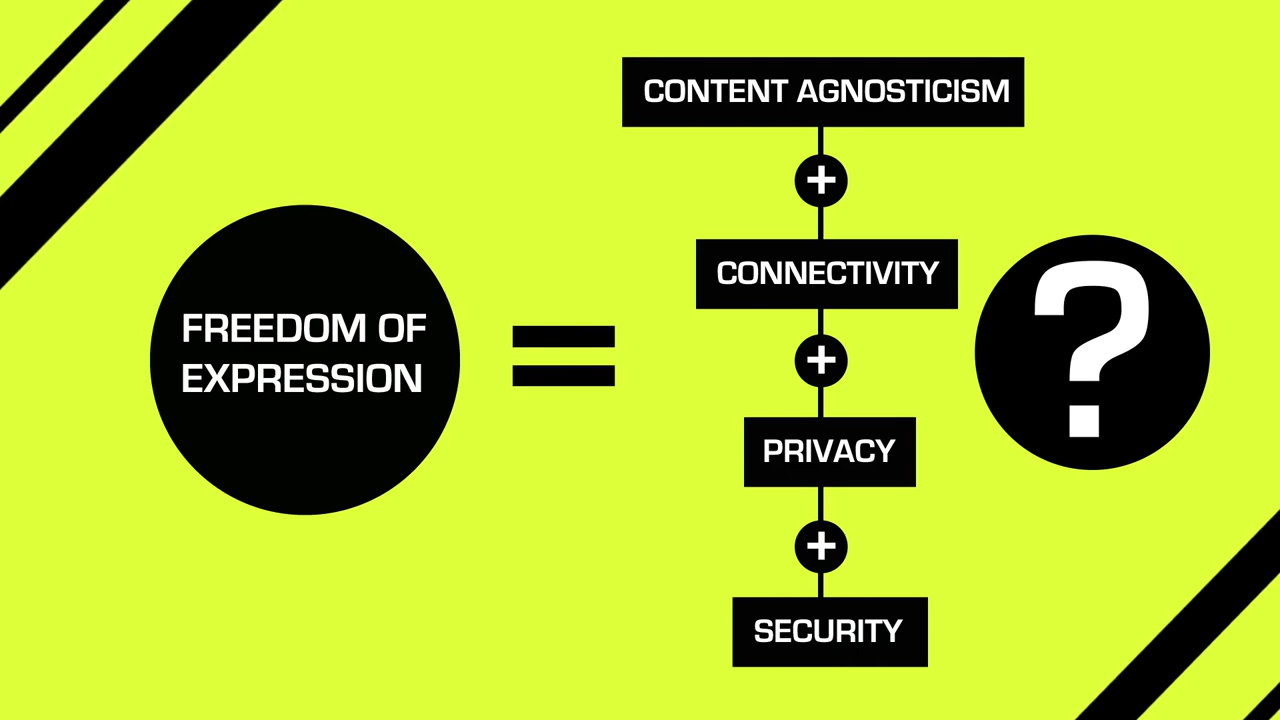 FREEDOM OF
EXPRESSION
=
CONTENT AGNOSTICISM
+
CONNECTIVITY
+
PRIVACY
+
SECURITY
?